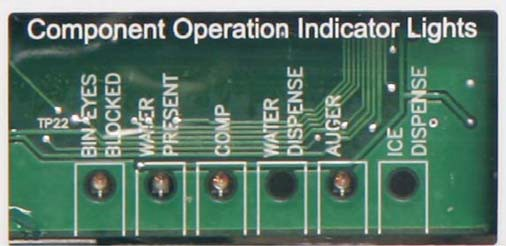 Component Operation Indicator Lights
TP22
BIN EYES
BLOCKED
WATER
PRESENT
COMP
WATER
DISPENSE
AUGER
ICE
DISPENSE